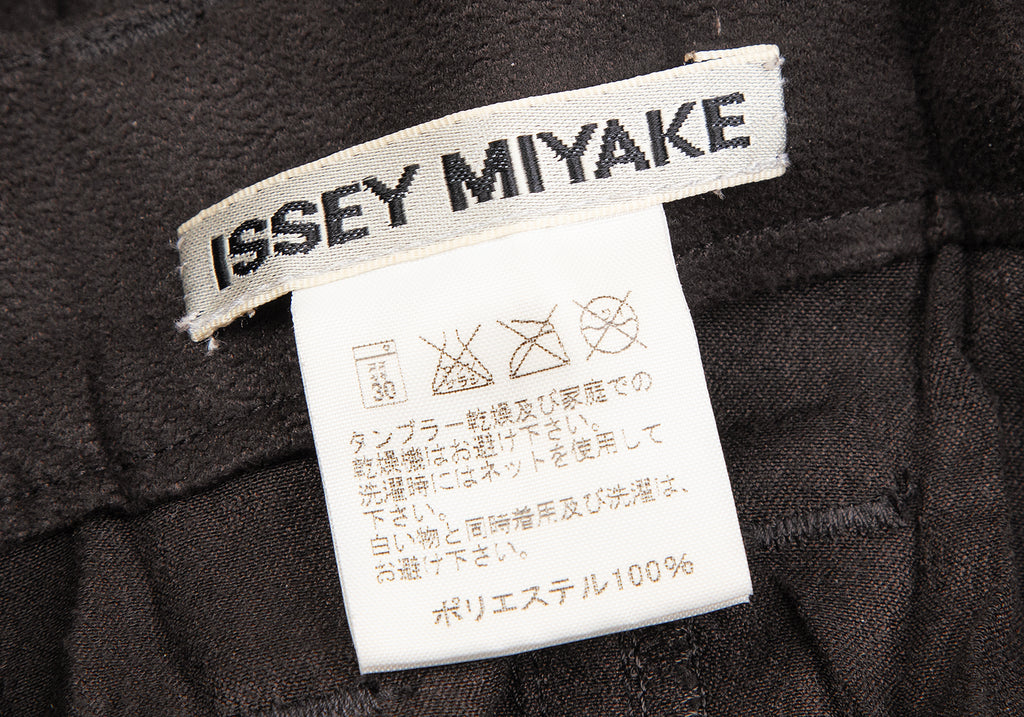 ISSEY MIYAKE
30
タンブラー乾燥及び家庭での
乾燥機はお避け下さい。
洗濯時にはネットを使用して
下さい。
白い物と同時着用及び洗濯は、
お避け下さい。
ポリエステル100%